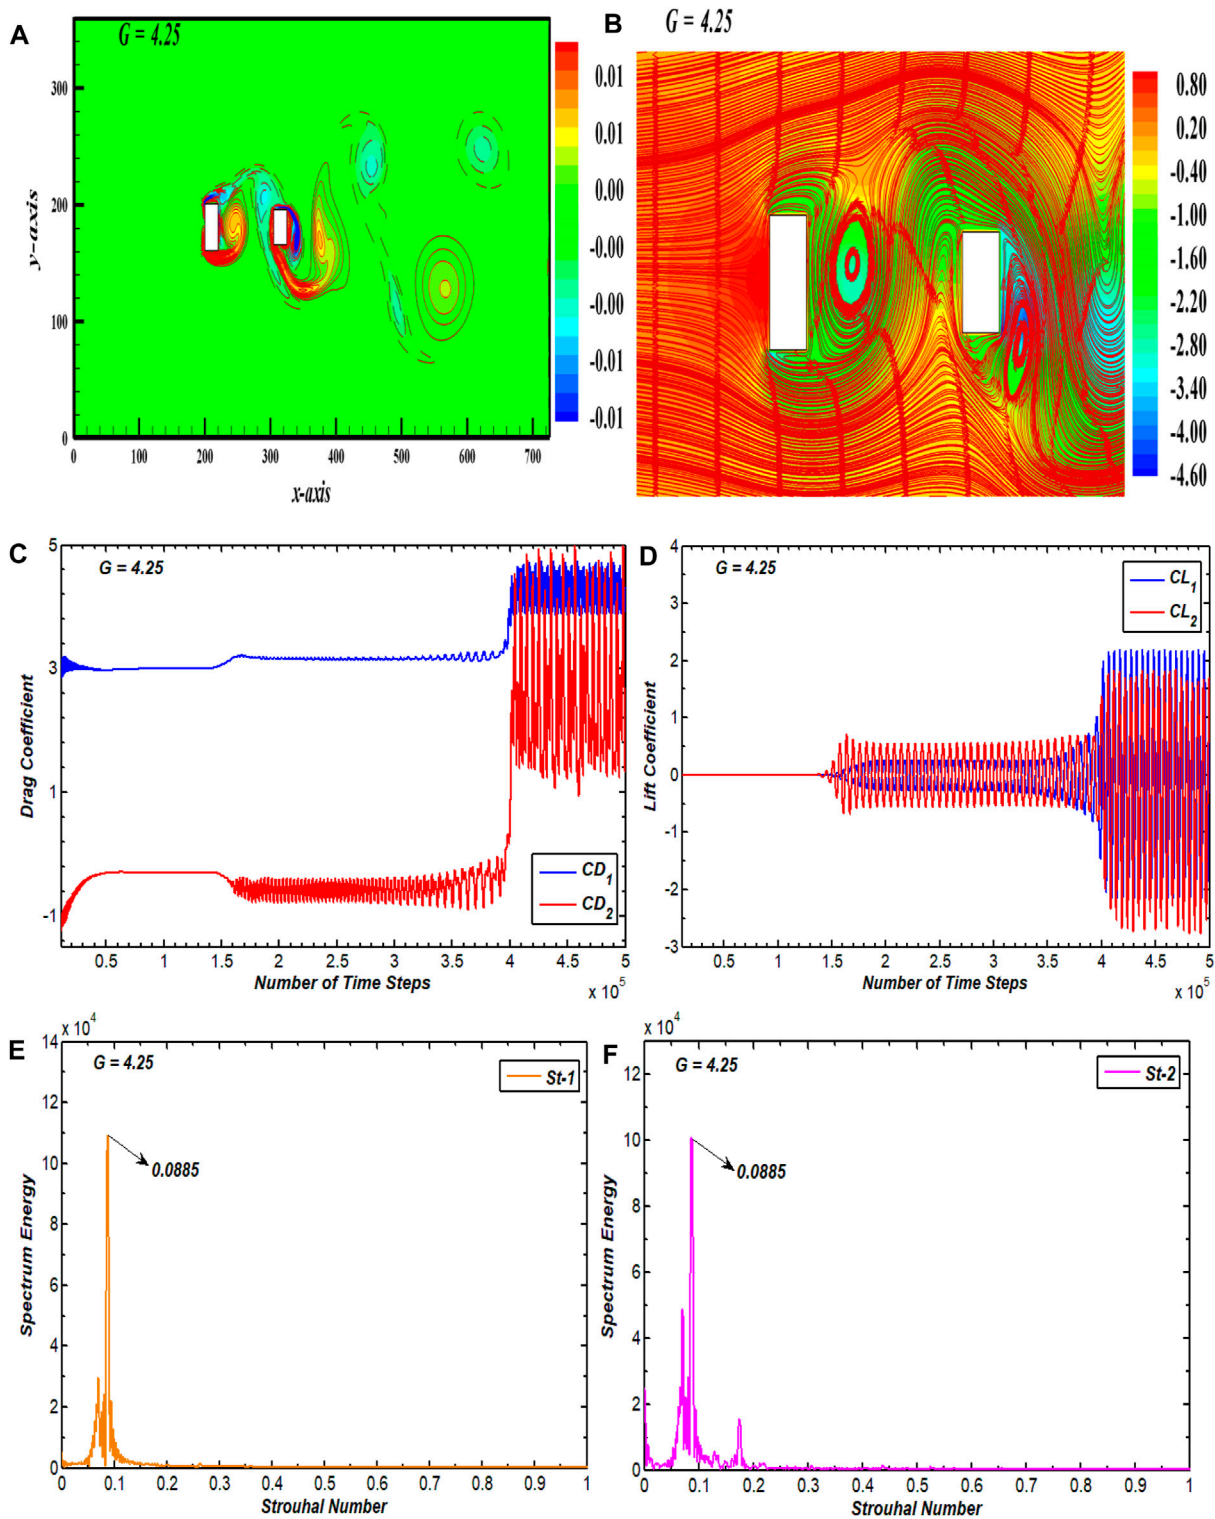 A
G = 4.25
360
300
200
100
0
y-axis
0 100 200 300 400 500 600 700
x-axis
0.01
0.01
0.00
-0.00
-0.00
-0.01
-0.01
B
G = 4.25
0.80
0.20
-0.40
-1.00
-1.60
-2.20
-2.80
-3.40
-4.00
-4.60
C
G = 4.25
5
3
1
-1
Drag Coefficient
CD1
CD2
0.5 1 1.5 2 2.5 3 3.5 4 4.5 5
Number of Time Steps
x 10^5
D
G = 4.25
4
3
2
1
0
-1
-2
-3
Lift Coefficient
CL1
CL2
0.5 1 1.5 2 2.5 3 3.5 4 4.5 5
Number of Time Steps
x 10^5
E
x 10^4
G = 4.25
St-1
14
12
10
8
6
4
2
0
Spectrum Energy
0.0885
0 0.1 0.2 0.3 0.4 0.5 0.6 0.7 0.8 0.9 1
Strouhal Number
F
x 10^4
G = 4.25
St-2
12
10
8
6
4
2
0
Spectrum Energy
0.0885
0 0.1 0.2 0.3 0.4 0.5 0.6 0.7 0.8 0.9 1
Strouhal Number